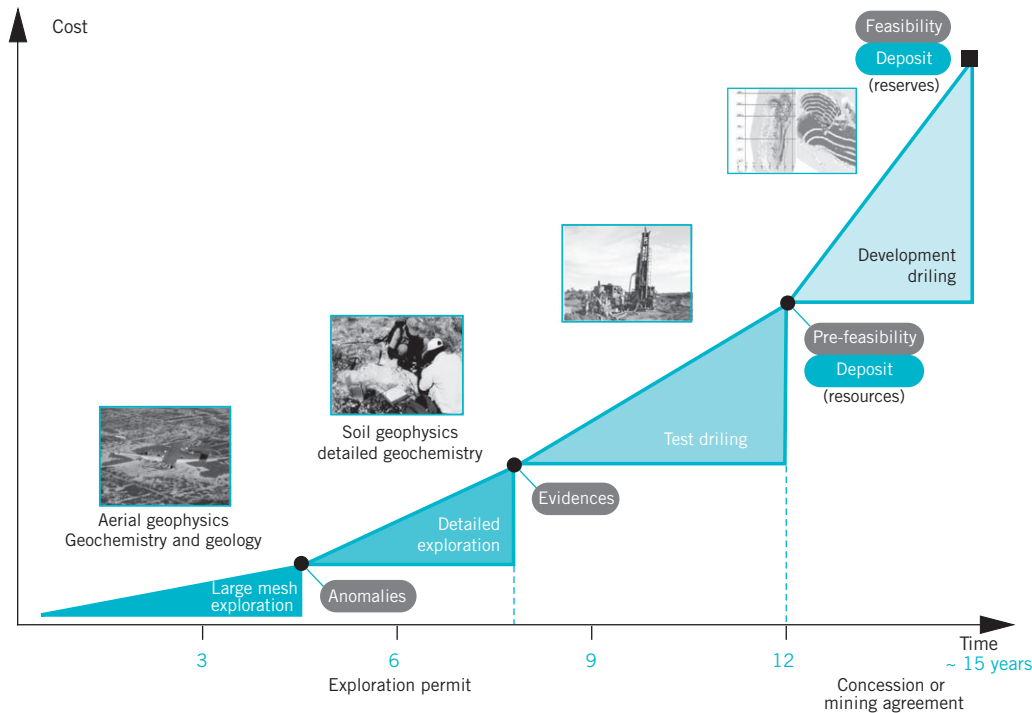 Cost
Feasibility
Deposit
(reserves)
Development
driling
Pre-feasibility
Deposit
(resources)
Test driling
Soil geophysics
detailed geochemistry
Evidences
Detailed
exploration
Aerial geophysics
Geochemistry and geology
Large mesh
exploration
Anomalies
3
6
9
12
Time
~ 15 years
Exploration permit
Concession or
mining agreement